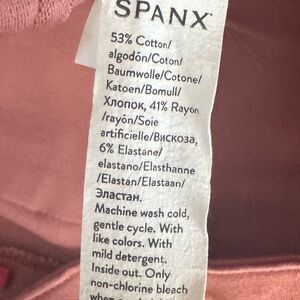 SPANX
53% Cotton/
algodón/Coton/
Baumwolle/Cotone/
Katoen/Bomull/
Хлопок, 41% Rayon
/rayón/Soie
artificielle/Вискоза,
6% Elastane/
elastano/Elasthanne
/Elastan/Elastaan/
Эластан.
Machine wash cold,
gentle cycle. With
like colors. With
mild detergent.
Inside out. Only
non-chlorine bleach
when